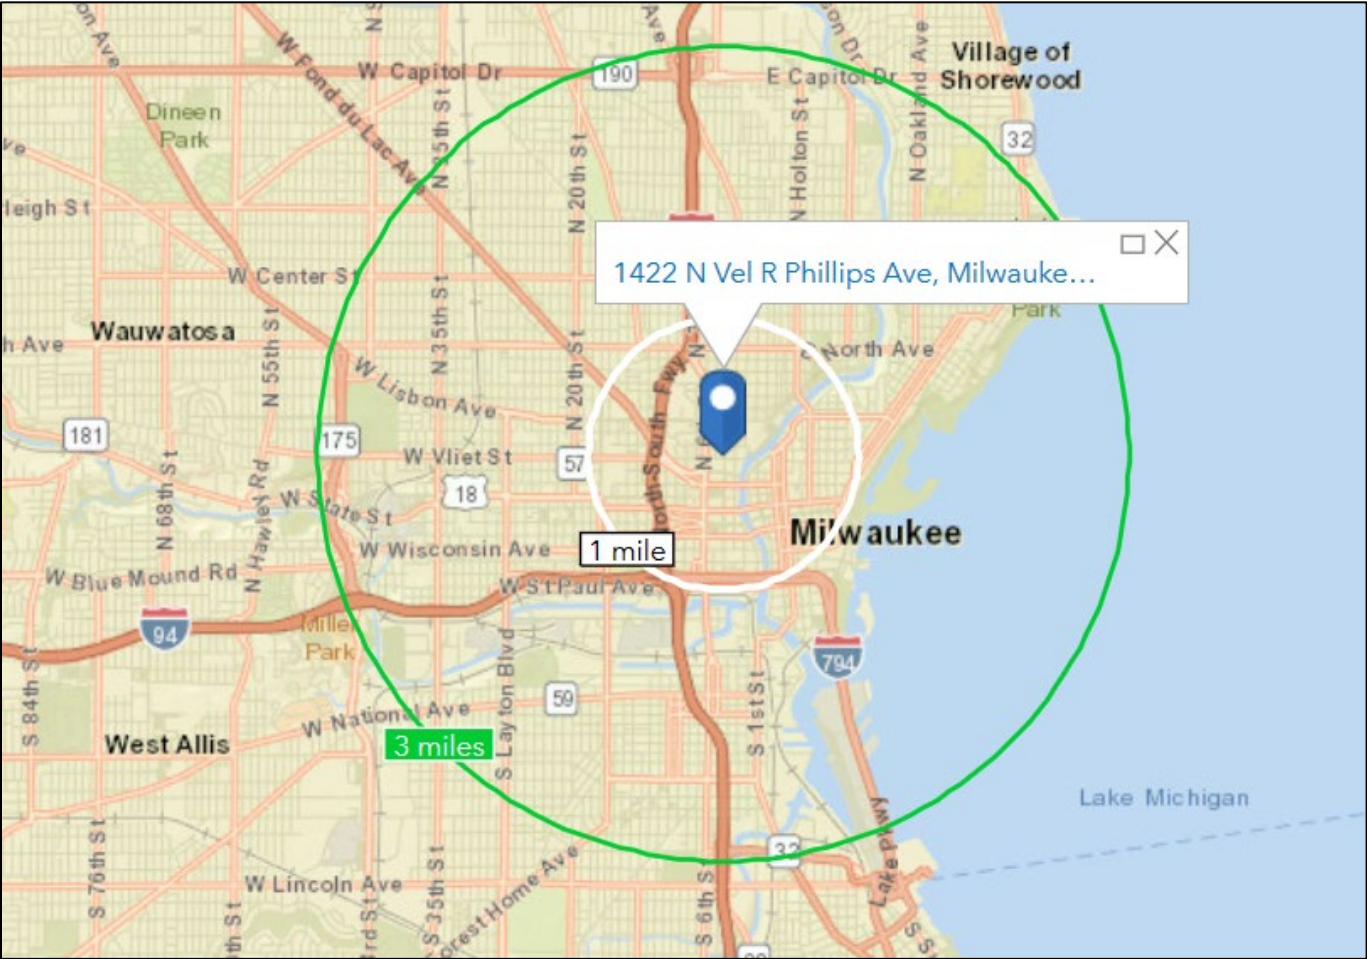 Village of
Shorewood
W Capitol Dr
190
E Capitol Dr
W Fond du Lac Ave
N 35th St
N 20th St
N Holton St
N Oakland Ave
32
Dineen
Park
leigh St
W Center St
1422 N Vel R Phillips Ave, Milwauke...
Park
Wauwatosa
h Ave
N 55th St
N 35th St
N 20th St
North Ave
W Lisbon Ave
North-South Fwy
181
175
W Vliet St
57
18
N 68th St
N Hawley Rd
W State St
Milwaukee
1 mile
W Wisconsin Ave
W Blue Mound Rd
W St Paul Ave
94
Miller
Park
794
S 84th St
59
W National Ave
S Layton Blvd
S 1st St
West Allis
3 miles
Lake Michigan
S 76th St
32
Lake Pkwy
W Lincoln Ave
S 35th St
orest Home Ave
S 6th S